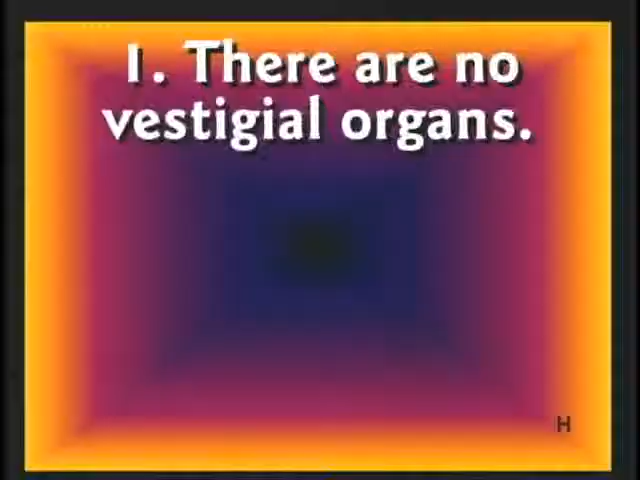 1. There are no
vestigial organs.
H